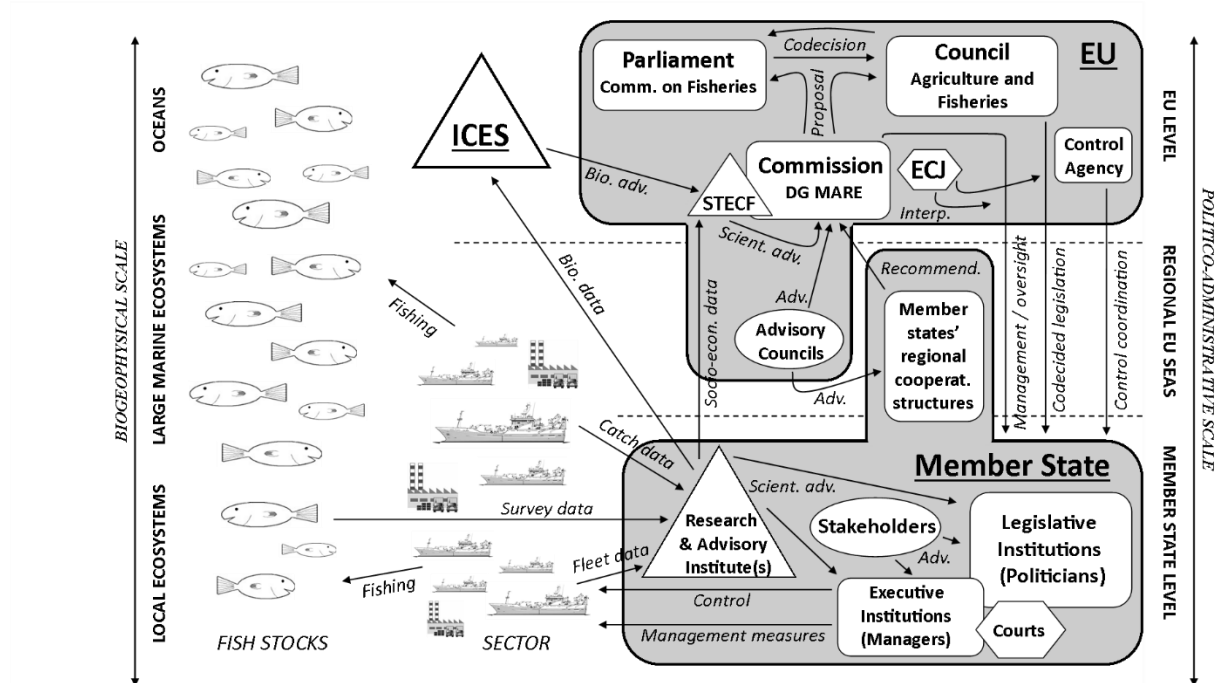 BIOGEOPHYSICAL SCALE
OCEANS
LARGE MARINE ECOSYSTEMS
LOCAL ECOSYSTEMS
FISH STOCKS
SECTOR
Fishing
Fishing
Survey data
Catch data
Fleet data
Control
Management measures
ICES
Bio. adv.
Bio. data
Socio-econ. data
EU
Parliament
Comm. on Fisheries
Codecision
Council
Agriculture and
Fisheries
Proposal
Commission
DG MARE
STECF
Scient. adv.
ECJ
Interp.
Control
Agency
Adv.
Advisory
Councils
Adv.
Recommend.
Member
states'
regional
cooperat.
structures
Management / oversight
Codecided legislation
Control coordination
Member State
Research
& Advisory
Institute(s)
Scient. adv.
Stakeholders
Adv.
Legislative
Institutions
(Politicians)
Executive
Institutions
(Managers)
Courts
EU LEVEL
REGIONAL EU SEAS
MEMBER STATE LEVEL
POLITICO-ADMINISTRATIVE SCALE